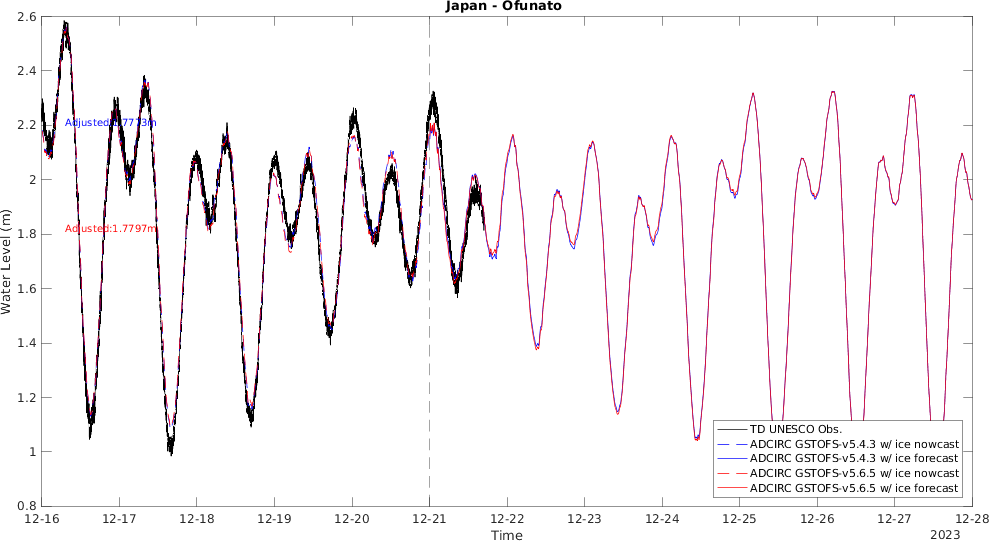 Japan - Ofunato
2.6
2.4
2.2
2
1.8
1.6
1.4
1.2
1
0.8
Water Level (m)
Adjusted:1.7773m
Adjusted:1.7797m
TD UNESCO Obs.
ADCIRC GSTOFS-v5.4.3 w/ ice nowcast
ADCIRC GSTOFS-v5.4.3 w/ ice forecast
ADCIRC GSTOFS-v5.6.5 w/ ice nowcast
ADCIRC GSTOFS-v5.6.5 w/ ice forecast
12-16 12-17 12-18 12-19 12-20 12-21 12-22 12-23 12-24 12-25 12-26 12-27 12-28
Time
2023